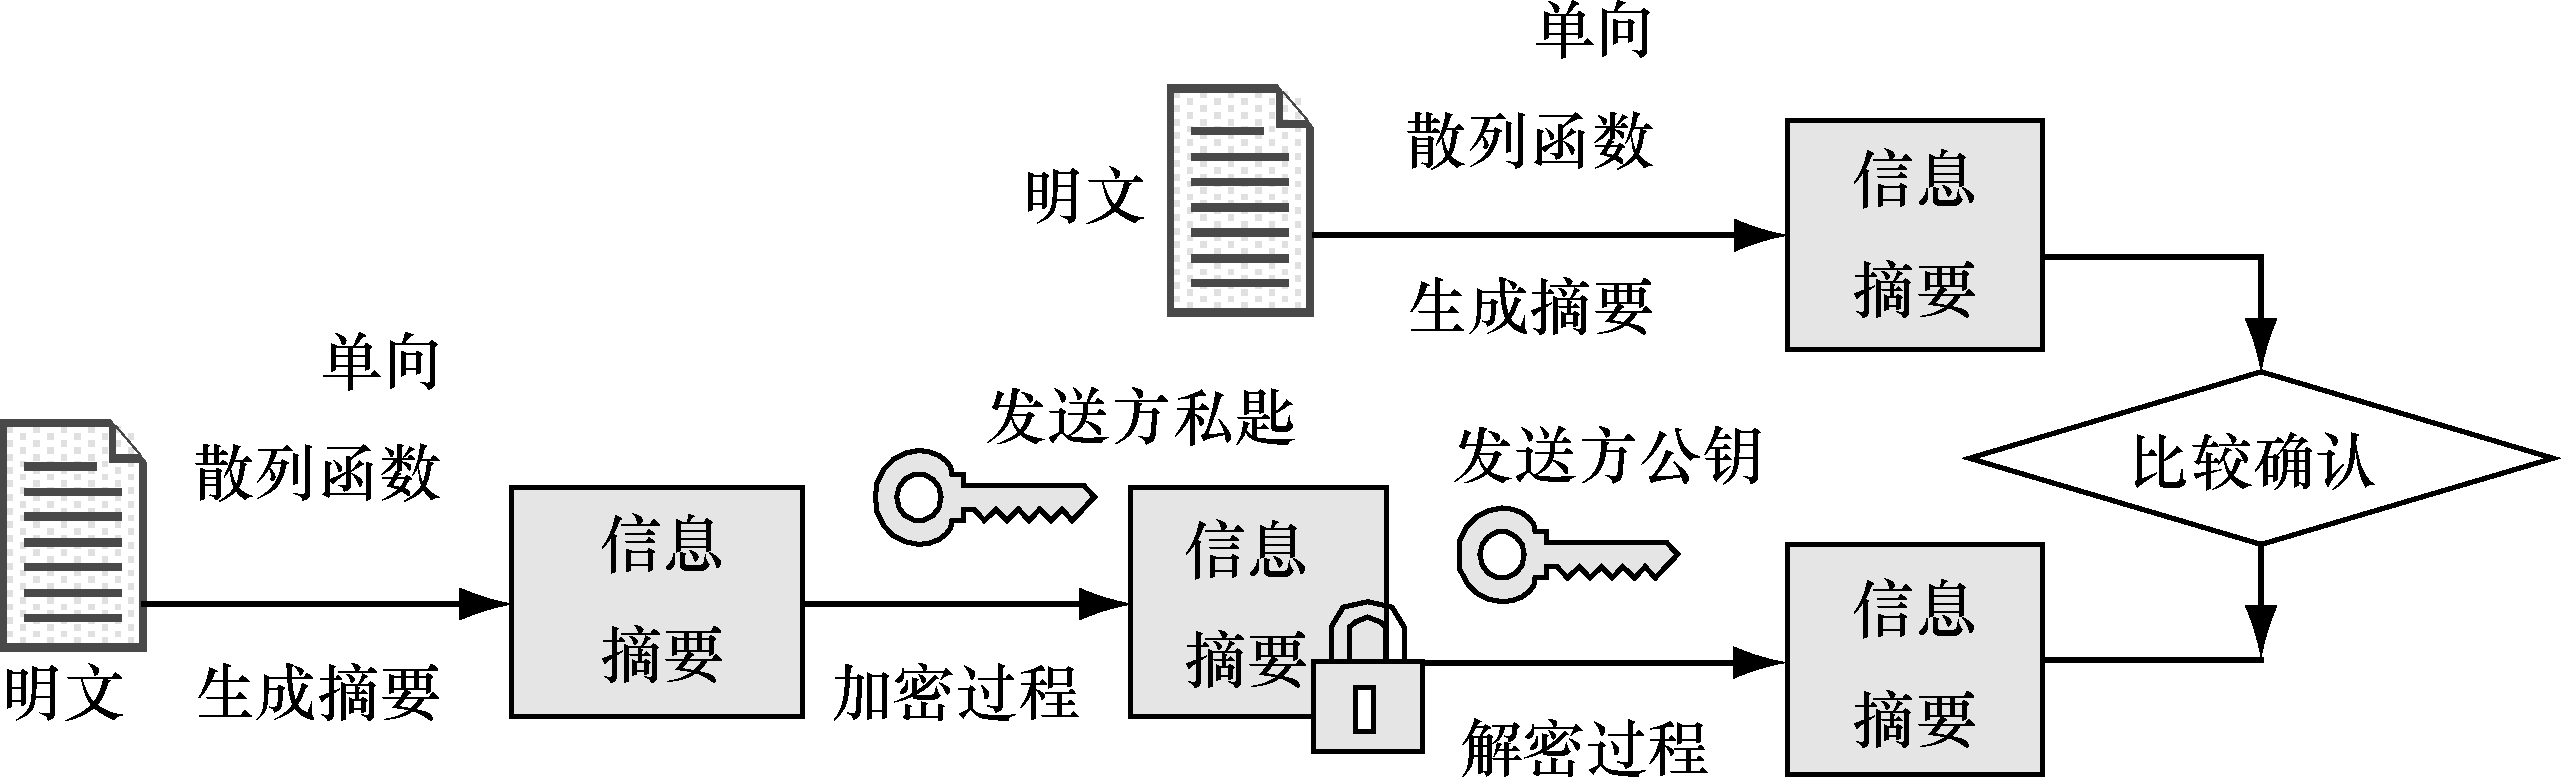 单向
散列函数
明文
生成摘要
信息
摘要
单向
散列函数
明文
生成摘要
信息
摘要
发送方私匙
加密过程
信息
摘要
发送方公钥
解密过程
信息
摘要
比较确认